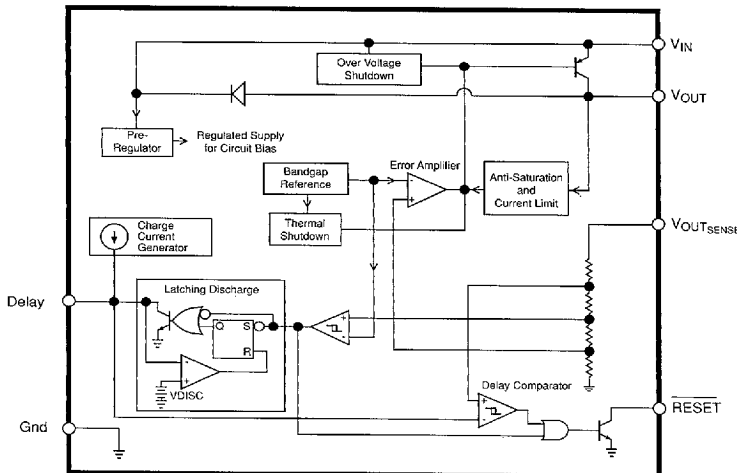 VIN
Over Voltage
Shutdown
VOUT
Pre-
Regulator
Regulated Supply
for Circuit Bias
Bandgap
Reference
Error Amplifier
-
+
Anti-Saturation
and
Current Limit
Thermal
Shutdown
Charge
Current
Generator
VOUTSENSE
Latching Discharge
Delay
Q
S
R
+
-
-
+
VDISC
Delay Comparator
+
-
RESET
Gnd